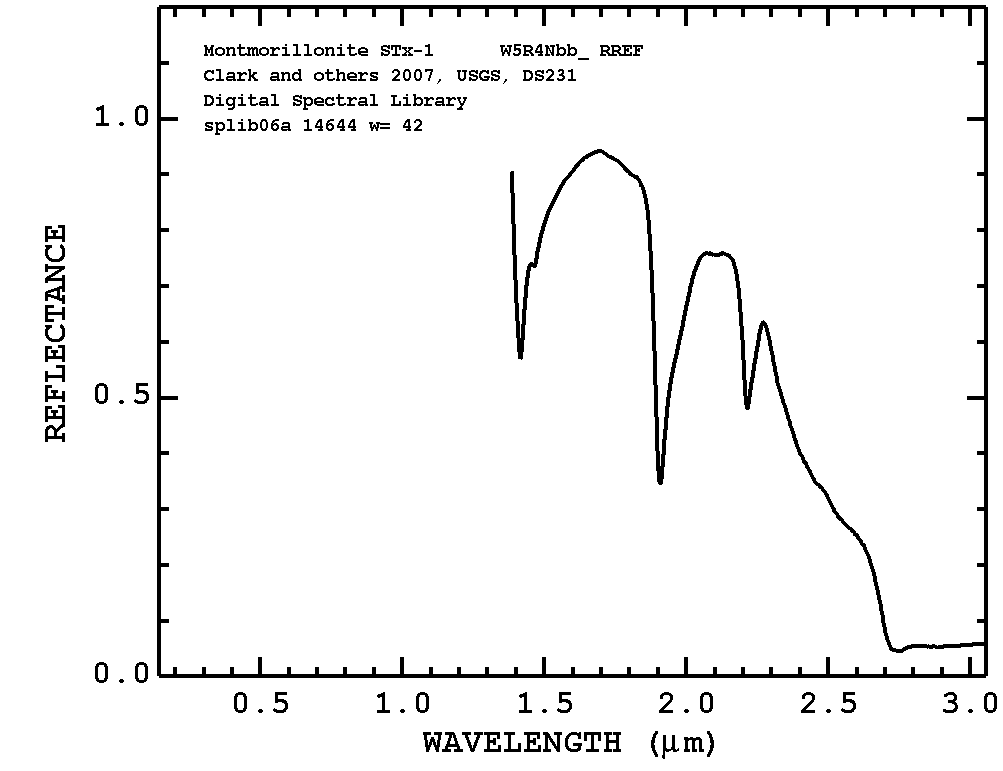 Montmorillonite STx-1 W5R4Nbb_ RREF
Clark and others 2007, USGS, DS231
Digital Spectral Library
splib06a 14644 w= 42
1.0
0.5
0.0
REFLECTANCE
0.5 1.0 1.5 2.0 2.5 3.0
WAVELENGTH (μm)